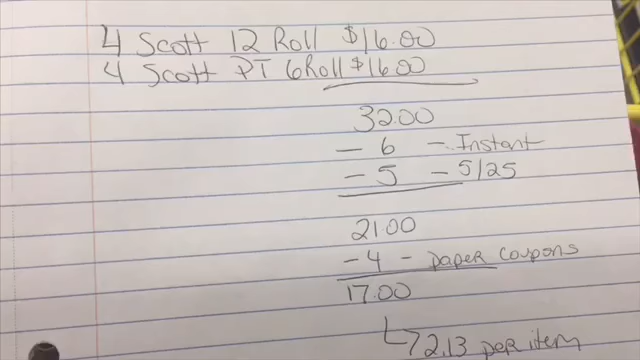 4 Scott 12 Roll $16.00
4 Scott PT 6 Roll $16.00
32.00
- 6 - Instant
- 5 - 5/25
21.00
- 4 - paper coupons
17.00
2.13 per item